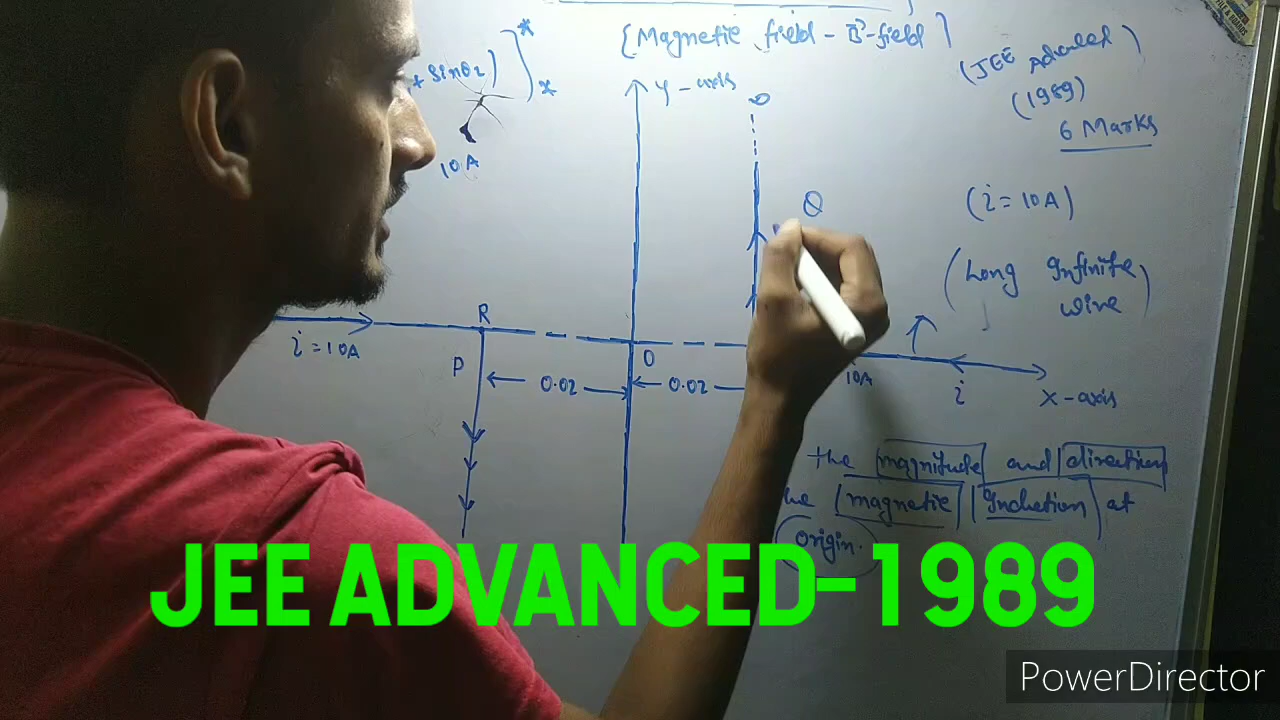 [Magnetic field - B-field]
(JEE Advanced)
(1989)
6 Marks
+ Sinθ2)
*
*
10A
Y-axis
∞
Q
(i = 10A)
(Long Infinite
wire)
R
i = 10A
P
O
0.02
0.02
10A
i
X-axis
the magnitude and direction
magnetic Induction at
origin.
JEE ADVANCED-1989
PowerDirector